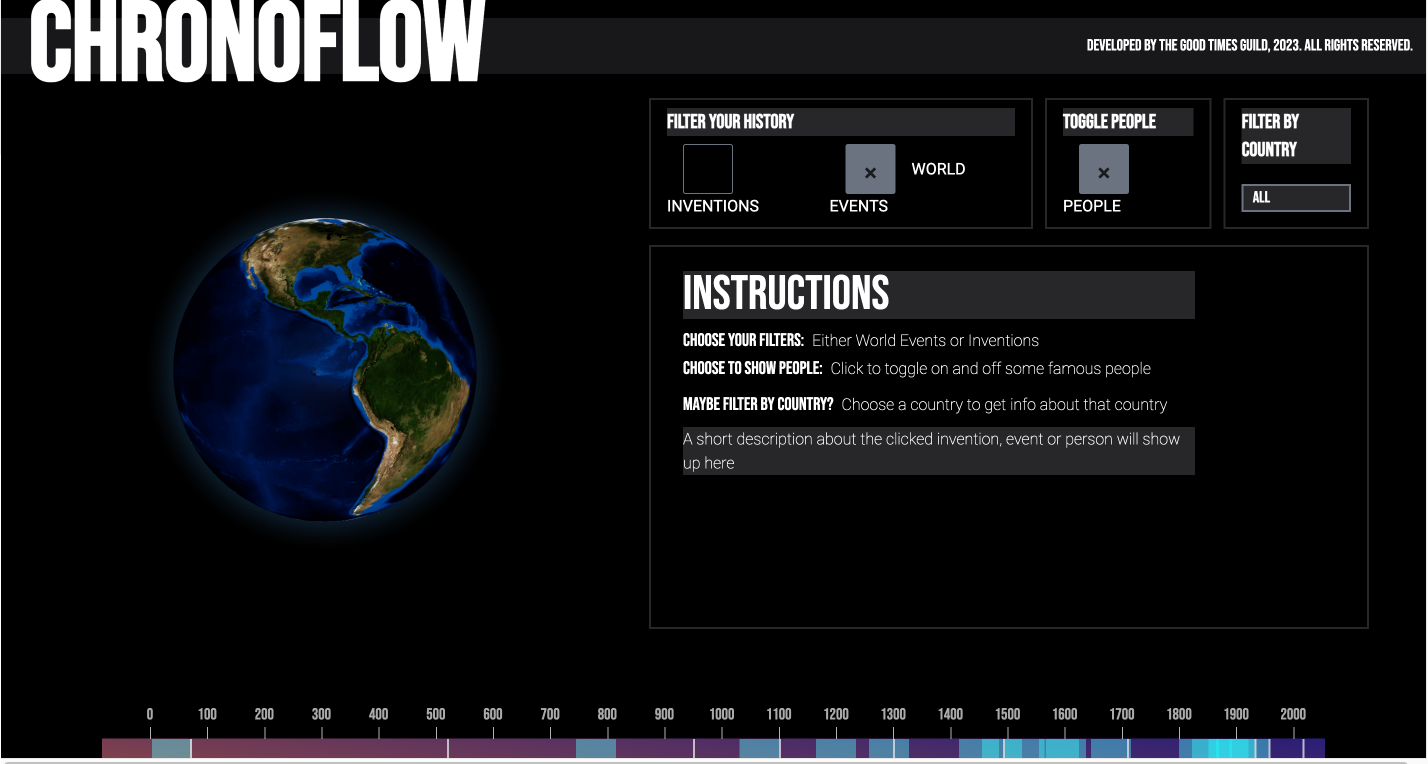 CHRONOFLOW
DEVELOPED BY THE GOOD TIMES GUILD, 2023. ALL RIGHTS RESERVED.
FILTER YOUR HISTORY
INVENTIONS
WORLD
EVENTS
TOGGLE PEOPLE
PEOPLE
FILTER BY
COUNTRY
ALL
INSTRUCTIONS
CHOOSE YOUR FILTERS: Either World Events or Inventions
CHOOSE TO SHOW PEOPLE: Click to toggle on and off some famous people
MAYBE FILTER BY COUNTRY? Choose a country to get info about that country
A short description about the clicked invention, event or person will show
up here
0 100 200 300 400 500 600 700 800 900 1000 1100 1200 1300 1400 1500 1600 1700 1800 1900 2000